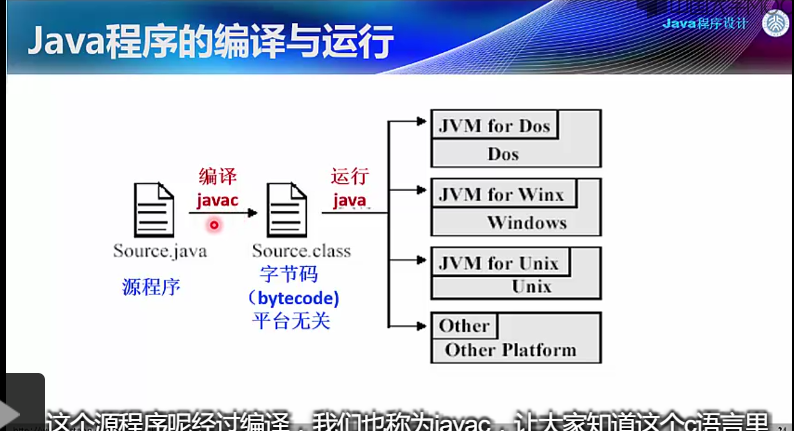 Java程序设计
Java程序的编译与运行
编译
javac
运行
java
Source.java
源程序
Source.class
字节码
（bytecode)
平台无关
JVM for Dos
Dos
JVM for Winx
Windows
JVM for Unix
Unix
Other
Other Platform
这个源程序呢经过编译，我们也称为javac，让大家知道这个c语言里